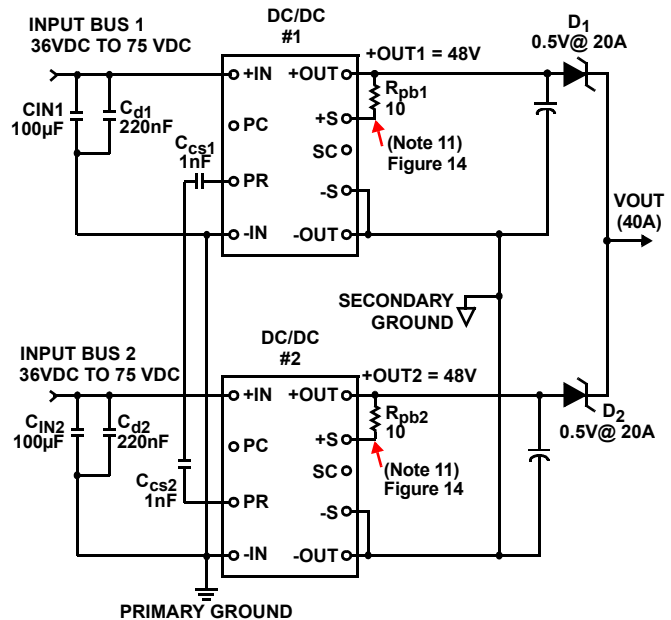 INPUT BUS 1
36VDC TO 75 VDC
CIN1
100µF
Cd1
220nF
DC/DC
#1
+IN
PC
PR
-IN
+OUT
+S
SC
-S
-OUT
Ccs1
1nF
+OUT1 = 48V
Rpb1
10
(Note 11)
Figure 14
D1
0.5V@ 20A
VOUT
(40A)
SECONDARY
GROUND
INPUT BUS 2
36VDC TO 75 VDC
CIN2
100µF
Cd2
220nF
DC/DC
#2
+IN
PC
PR
-IN
+OUT
+S
SC
-S
-OUT
Ccs2
1nF
+OUT2 = 48V
Rpb2
10
(Note 11)
Figure 14
D2
0.5V@ 20A
PRIMARY GROUND